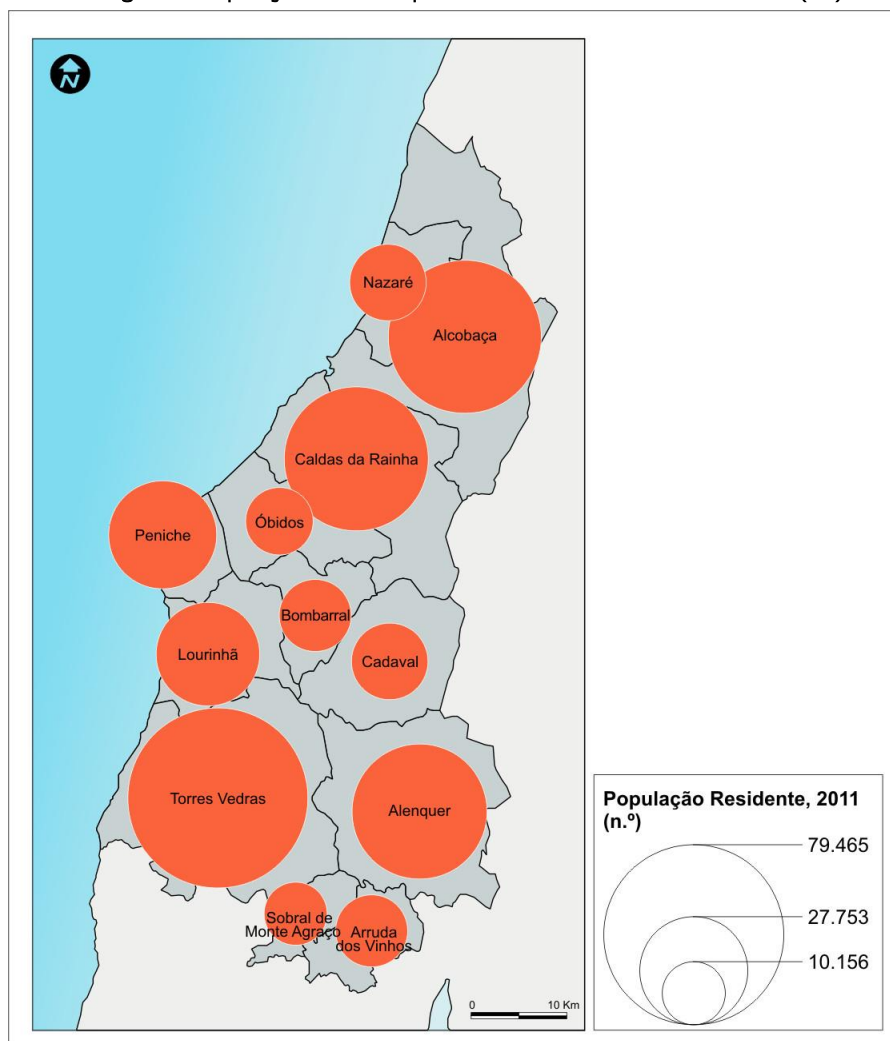 N
Nazaré
Alcobaça
Caldas da Rainha
Óbidos
Peniche
Bombarral
Lourinhã
Cadaval
Torres Vedras
Alenquer
Sobral de
Monte Agraço
Arruda
dos Vinhos
0 10 Km
População Residente, 2011
(n.º)
79.465
27.753
10.156